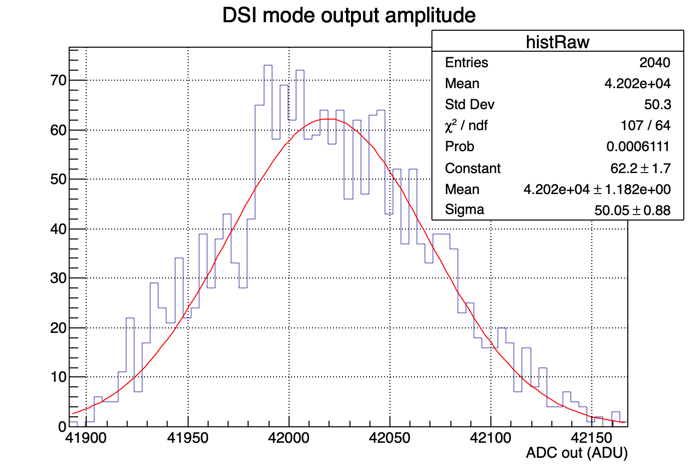 DSI mode output amplitude
histRaw
Entries 2040
Mean 4.202e+04
Std Dev 50.3
χ² / ndf 107 / 64
Prob 0.0006111
Constant 62.2 ± 1.7
Mean 4.202e+04 ± 1.182e+00
Sigma 50.05 ± 0.88
70
60
50
40
30
20
10
0
41900 41950 42000 42050 42100 42150
ADC out (ADU)